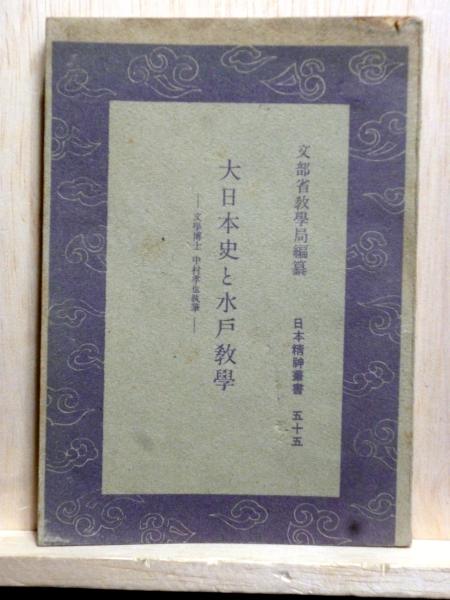 文部省教學局編纂
日本精神叢書 五十五
大日本史と水戸教學
―文學博士 中村孝也執筆―